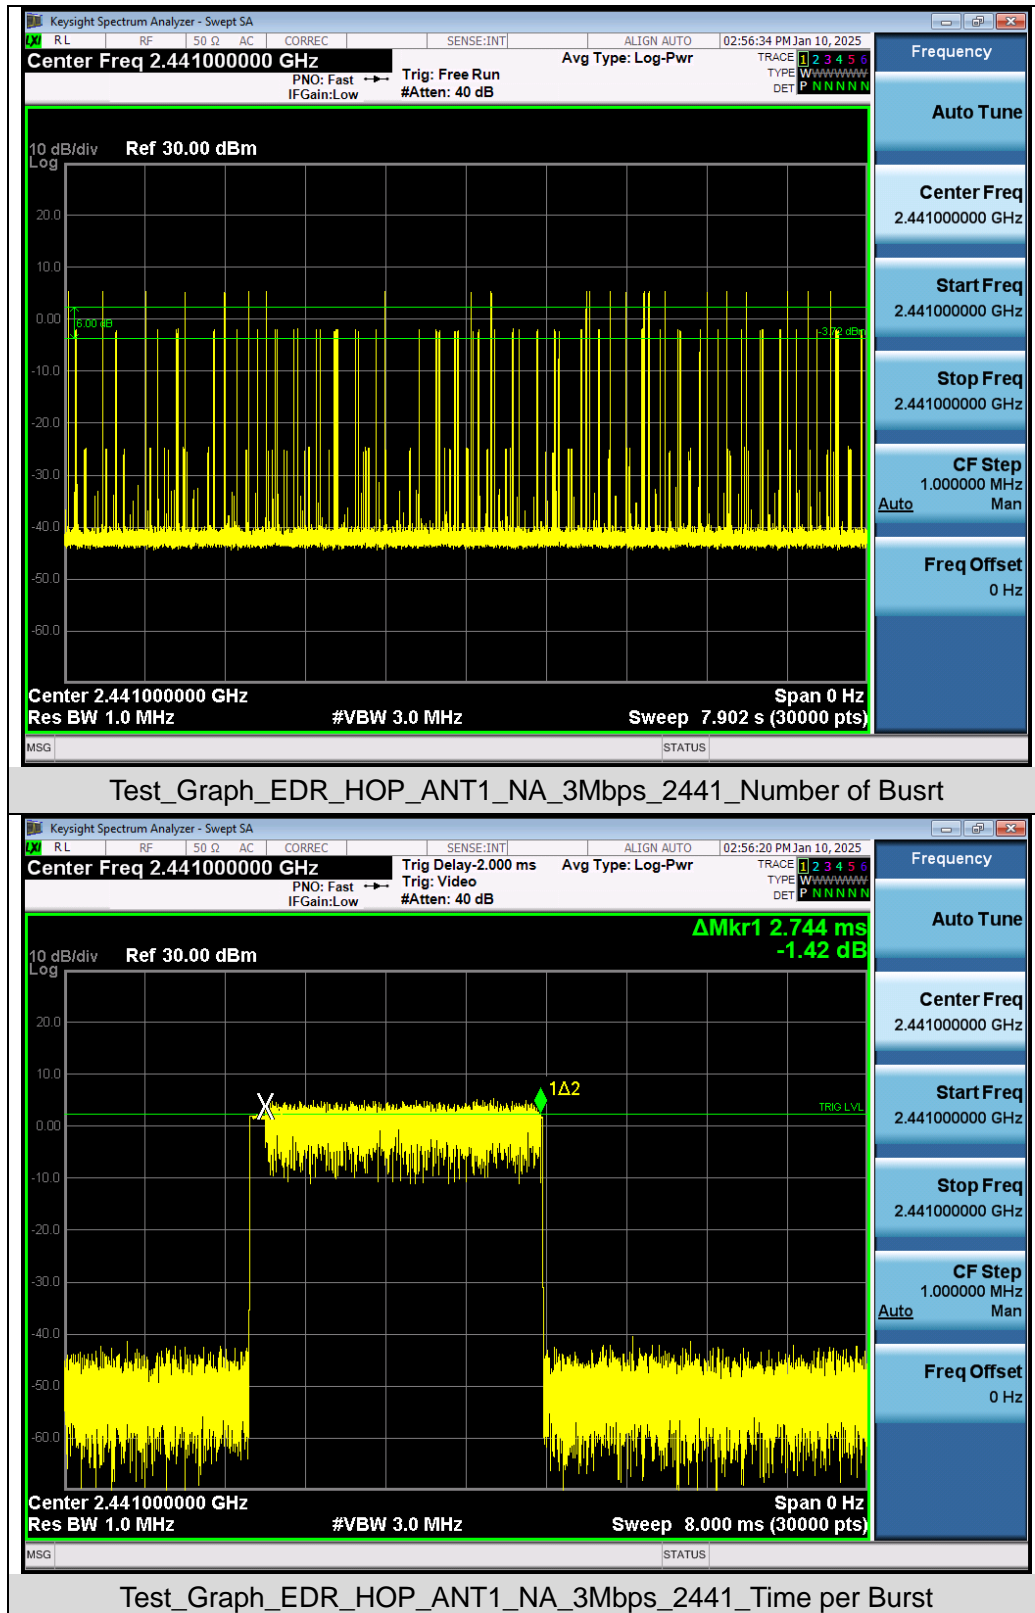 Keysight Spectrum Analyzer - Swept SA
LXI RL RF 50 Ω AC CORREC SENSE:INT ALIGN AUTO 02:56:34 PM Jan 10, 2025
Center Freq 2.441000000 GHz
PNO: Fast
IFGain:Low
Trig: Free Run
#Atten: 40 dB
Avg Type: Log-Pwr
TRACE 1 2 3 4 5 6
TYPE WWWWWW
DET P N N N N N
10 dB/div Ref 30.00 dBm
Log
20.0
10.0
0.00
6.00 dB
-3.72 dBm
-10.0
-20.0
-30.0
-40.0
-50.0
-60.0
Center 2.441000000 GHz Span 0 Hz
Res BW 1.0 MHz #VBW 3.0 MHz Sweep 7.902 s (30000 pts)
MSG STATUS
Frequency
Auto Tune
Center Freq
2.441000000 GHz
Start Freq
2.441000000 GHz
Stop Freq
2.441000000 GHz
CF Step
1.000000 MHz
Auto Man
Freq Offset
0 Hz
Test_Graph_EDR_HOP_ANT1_NA_3Mbps_2441_Number of Busrt
Keysight Spectrum Analyzer - Swept SA
LXI RL RF 50 Ω AC CORREC SENSE:INT ALIGN AUTO 02:56:20 PM Jan 10, 2025
Center Freq 2.441000000 GHz
PNO: Fast
IFGain:Low
Trig Delay-2.000 ms
Trig: Video
#Atten: 40 dB
Avg Type: Log-Pwr
TRACE 1 2 3 4 5 6
TYPE WWWWWW
DET P N N N N N
ΔMkr1 2.744 ms
-1.42 dB
10 dB/div Ref 30.00 dBm
Log
20.0
10.0
1Δ2
TRIG LVL
0.00
-10.0
-20.0
-30.0
-40.0
-50.0
-60.0
Center 2.441000000 GHz Span 0 Hz
Res BW 1.0 MHz #VBW 3.0 MHz Sweep 8.000 ms (30000 pts)
MSG STATUS
Frequency
Auto Tune
Center Freq
2.441000000 GHz
Start Freq
2.441000000 GHz
Stop Freq
2.441000000 GHz
CF Step
1.000000 MHz
Auto Man
Freq Offset
0 Hz
Test_Graph_EDR_HOP_ANT1_NA_3Mbps_2441_Time per Burst